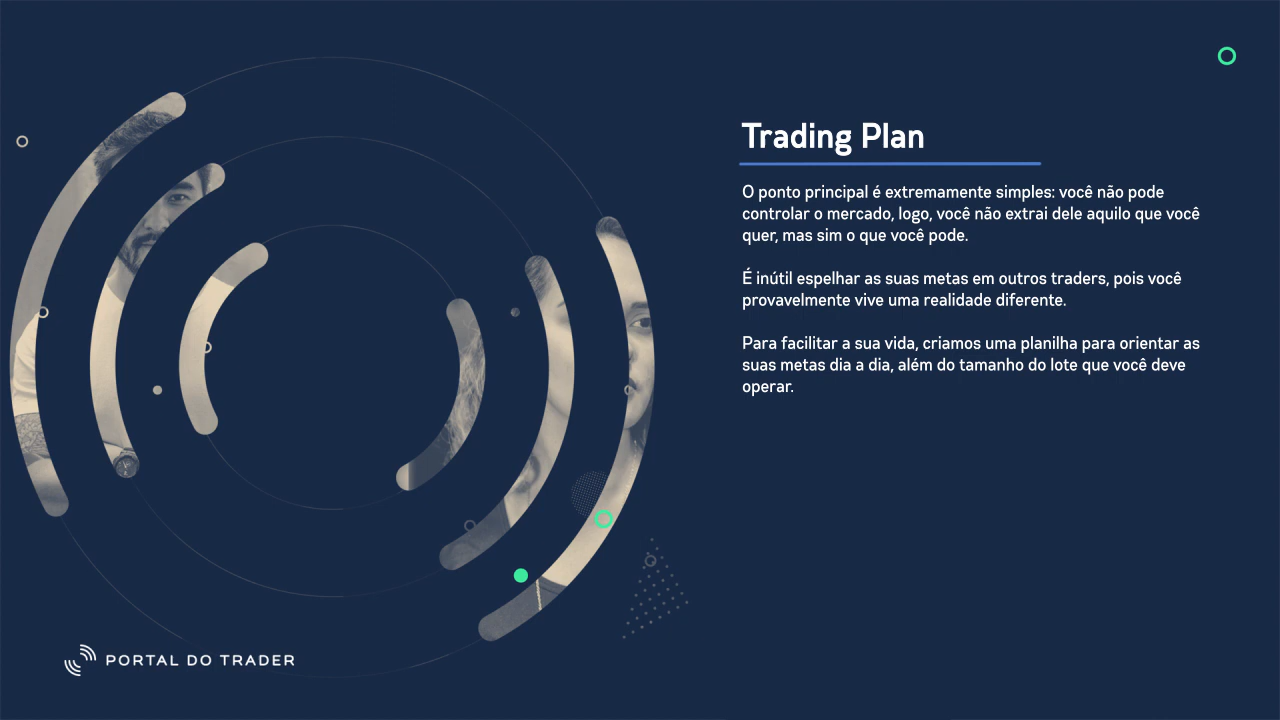 Trading Plan
O ponto principal é extremamente simples: você não pode
controlar o mercado, logo, você não extrai dele aquilo que você
quer, mas sim o que você pode.
É inútil espelhar as suas metas em outros traders, pois você
provavelmente vive uma realidade diferente.
Para facilitar a sua vida, criamos uma planilha para orientar as
suas metas dia a dia, além do tamanho do lote que você deve
operar.
PORTAL DO TRADER